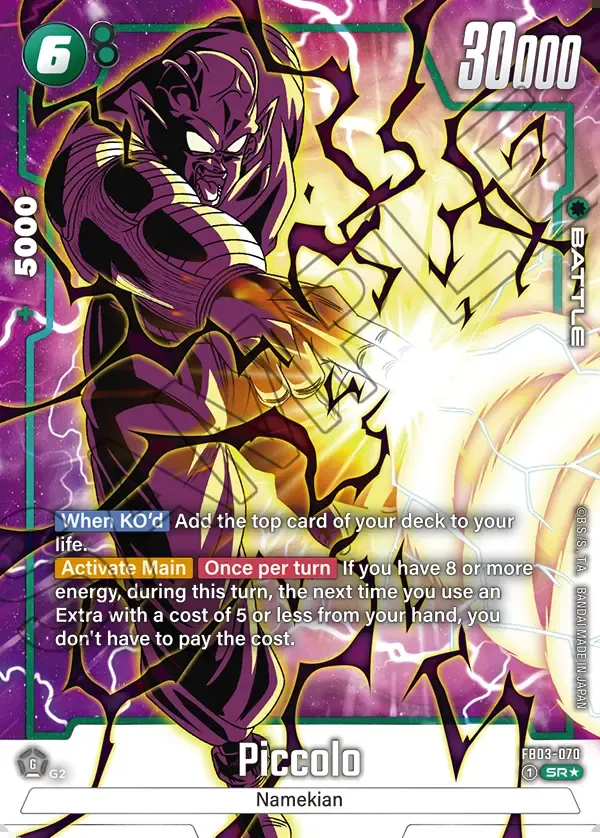 6
30000
+5000
BATTLE
SAMPLE
When KO'd Add the top card of your deck to your
life.
Activate Main Once per turn If you have 8 or more
energy, during this turn, the next time you use an
Extra with a cost of 5 or less from your hand, you
don't have to pay the cost.
©B.S./S., T.A. BANDAI MADE IN JAPAN
Piccolo
FB03-070
G
G2
1 SR★
Namekian